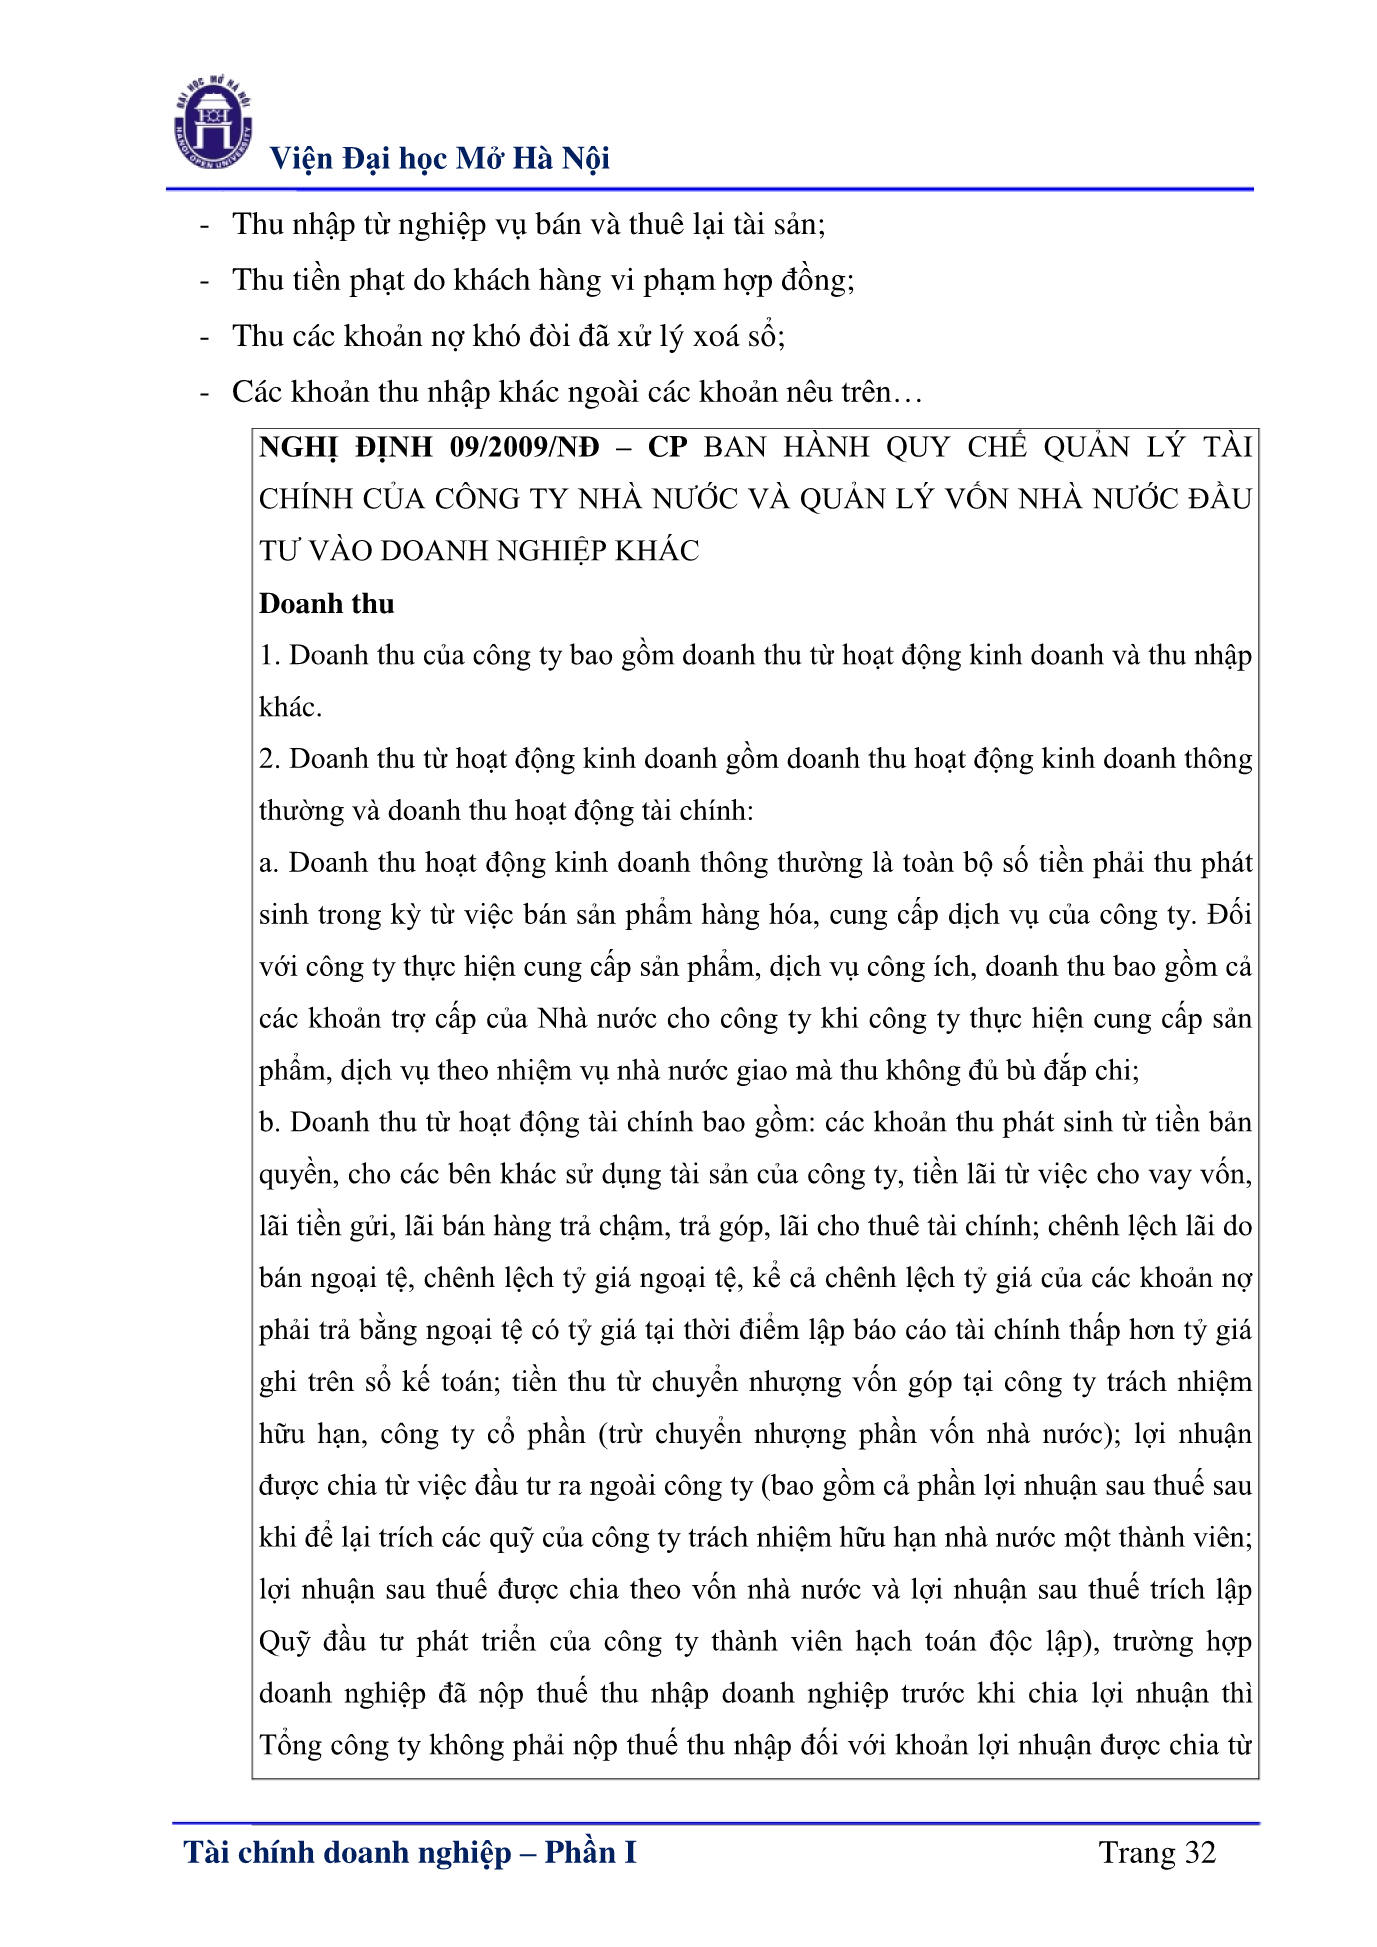 ĐẠI HỌC MỞ HÀ NỘI
HANOI OPEN UNIVERSITY
Viện Đại học Mở Hà Nội
- Thu nhập từ nghiệp vụ bán và thuê lại tài sản;
- Thu tiền phạt do khách hàng vi phạm hợp đồng;
- Thu các khoản nợ khó đòi đã xử lý xoá sổ;
- Các khoản thu nhập khác ngoài các khoản nêu trên…
NGHỊ ĐỊNH 09/2009/NĐ – CP BAN HÀNH QUY CHẾ QUẢN LÝ TÀI
CHÍNH CỦA CÔNG TY NHÀ NƯỚC VÀ QUẢN LÝ VỐN NHÀ NƯỚC ĐẦU
TƯ VÀO DOANH NGHIỆP KHÁC
Doanh thu
1. Doanh thu của công ty bao gồm doanh thu từ hoạt động kinh doanh và thu nhập
khác.
2. Doanh thu từ hoạt động kinh doanh gồm doanh thu hoạt động kinh doanh thông
thường và doanh thu hoạt động tài chính:
a. Doanh thu hoạt động kinh doanh thông thường là toàn bộ số tiền phải thu phát
sinh trong kỳ từ việc bán sản phẩm hàng hóa, cung cấp dịch vụ của công ty. Đối
với công ty thực hiện cung cấp sản phẩm, dịch vụ công ích, doanh thu bao gồm cả
các khoản trợ cấp của Nhà nước cho công ty khi công ty thực hiện cung cấp sản
phẩm, dịch vụ theo nhiệm vụ nhà nước giao mà thu không đủ bù đắp chi;
b. Doanh thu từ hoạt động tài chính bao gồm: các khoản thu phát sinh từ tiền bản
quyền, cho các bên khác sử dụng tài sản của công ty, tiền lãi từ việc cho vay vốn,
lãi tiền gửi, lãi bán hàng trả chậm, trả góp, lãi cho thuê tài chính; chênh lệch lãi do
bán ngoại tệ, chênh lệch tỷ giá ngoại tệ, kể cả chênh lệch tỷ giá của các khoản nợ
phải trả bằng ngoại tệ có tỷ giá tại thời điểm lập báo cáo tài chính thấp hơn tỷ giá
ghi trên sổ kế toán; tiền thu từ chuyển nhượng vốn góp tại công ty trách nhiệm
hữu hạn, công ty cổ phần (trừ chuyển nhượng phần vốn nhà nước); lợi nhuận
được chia từ việc đầu tư ra ngoài công ty (bao gồm cả phần lợi nhuận sau thuế sau
khi để lại trích các quỹ của công ty trách nhiệm hữu hạn nhà nước một thành viên;
lợi nhuận sau thuế được chia theo vốn nhà nước và lợi nhuận sau thuế trích lập
Quỹ đầu tư phát triển của công ty thành viên hạch toán độc lập), trường hợp
doanh nghiệp đã nộp thuế thu nhập doanh nghiệp trước khi chia lợi nhuận thì
Tổng công ty không phải nộp thuế thu nhập đối với khoản lợi nhuận được chia từ
Tài chính doanh nghiệp – Phần I Trang 32